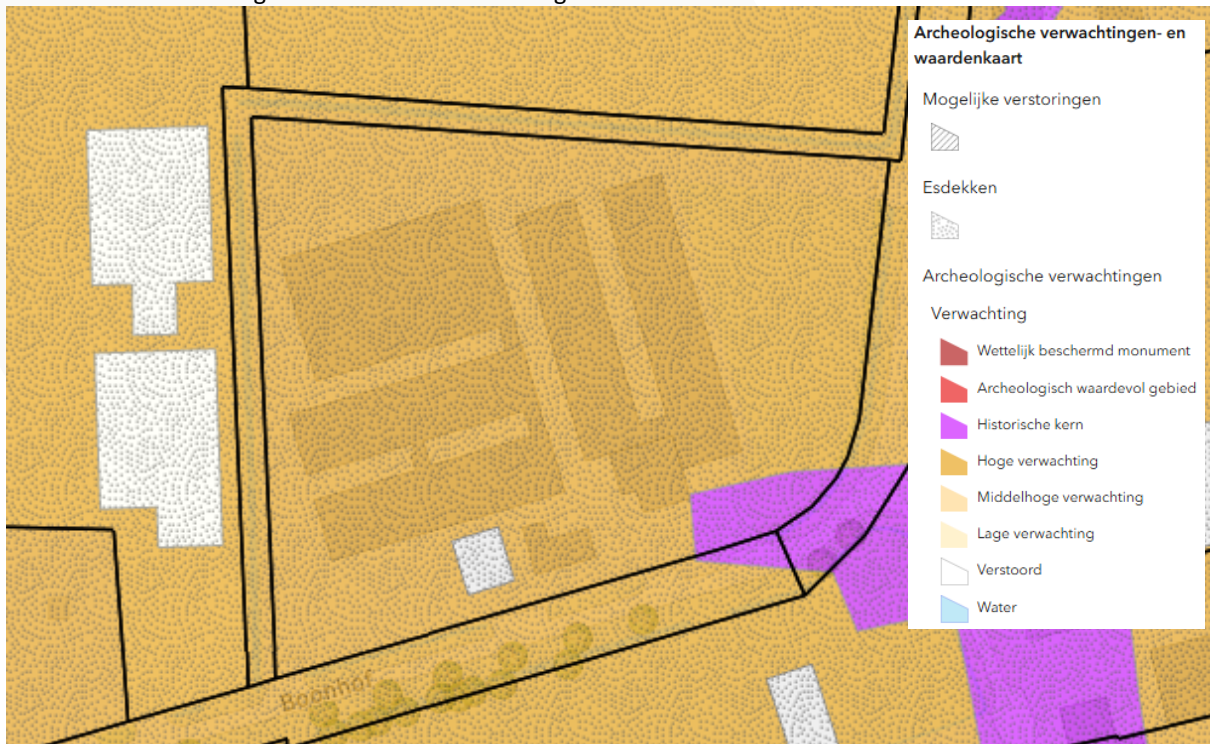 Archeologische verwachtingen- en
waardenkaart
Mogelijke verstoringen
Esdekken
Archeologische verwachtingen
Verwachting
Wettelijk beschermd monument
Archeologisch waardevol gebied
Historische kern
Hoge verwachting
Middelhoge verwachting
Lage verwachting
Verstoord
Water
Boonhof